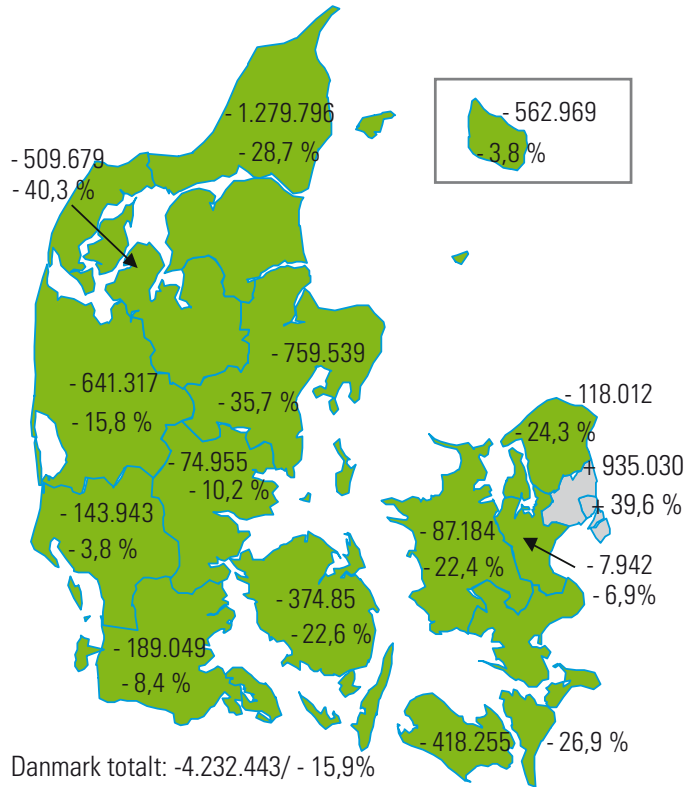 - 1.279.796
- 28,7 %
- 562.969
- 3,8 %
- 509.679
- 40,3 %
- 759.539
- 35,7 %
- 641.317
- 15,8 %
- 118.012
- 24,3 %
+ 935.030
+ 39,6 %
- 74.955
- 10,2 %
- 143.943
- 3,8 %
- 87.184
- 22,4 %
- 7.942
- 6,9%
- 374.85
- 22,6 %
- 189.049
- 8,4 %
- 418.255
- 26,9 %
Danmark totalt: -4.232.443/ - 15,9%